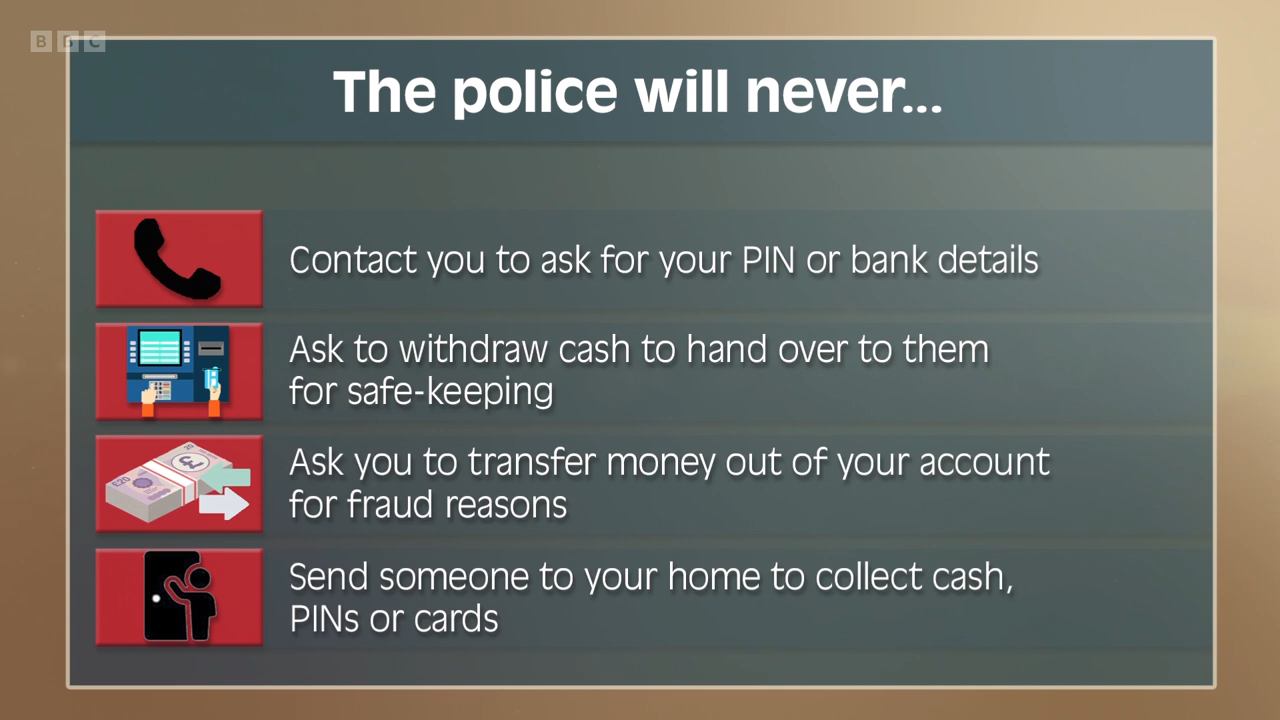 BBC
The police will never...
Contact you to ask for your PIN or bank details
Ask to withdraw cash to hand over to them
for safe-keeping
£20
20
£
Ask you to transfer money out of your account
for fraud reasons
Send someone to your home to collect cash,
PINs or cards